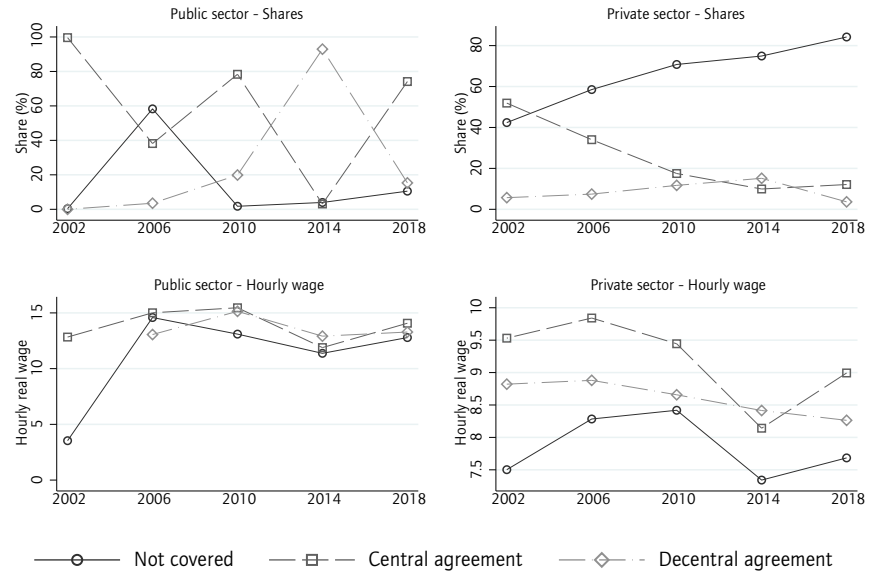 Public sector - Shares
Share (%)
100
80
60
40
20
0
2002 2006 2010 2014 2018
Private sector - Shares
Share (%)
80
60
40
20
0
2002 2006 2010 2014 2018
Public sector - Hourly wage
Hourly real wage
15
10
5
0
2002 2006 2010 2014 2018
Private sector - Hourly wage
Hourly real wage
10
9.5
9
8.5
8
7.5
2002 2006 2010 2014 2018
Not covered Central agreement Decentral agreement